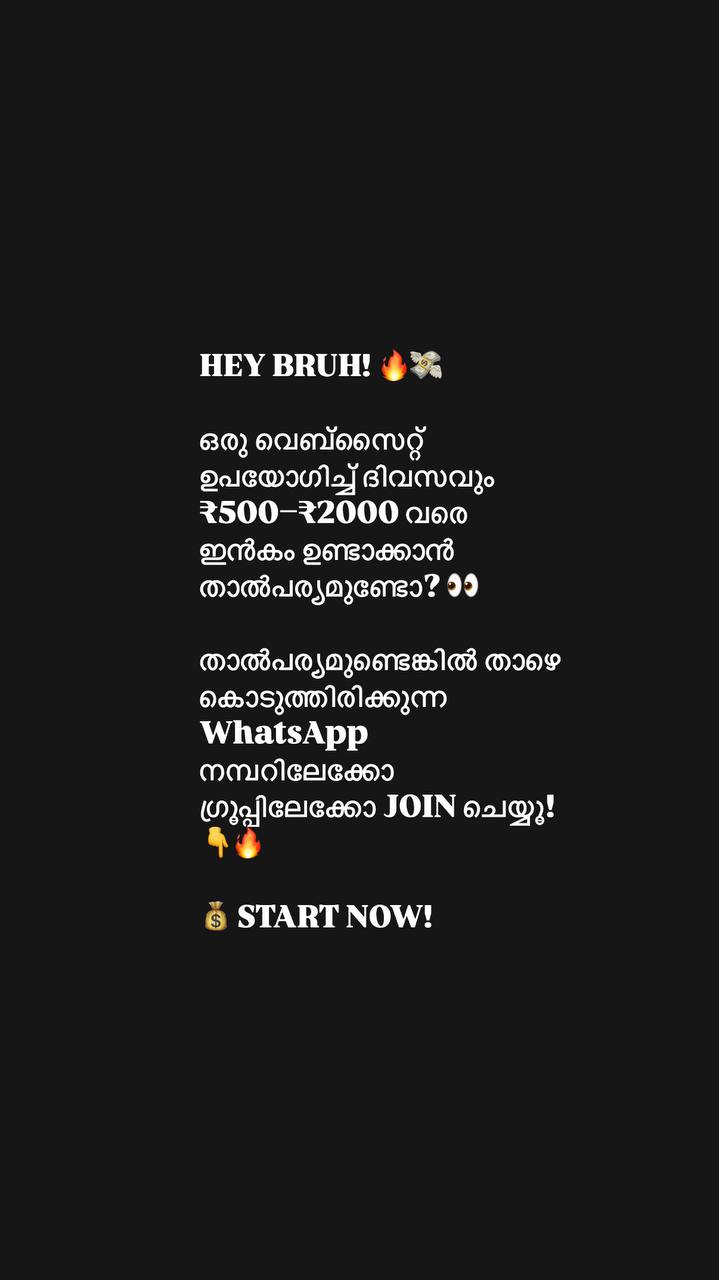 HEY BRUH! 🔥💸
ഒരു വെബ്സൈറ്റ്
ഉപയോഗിച്ച് ദിവസവും
₹500–₹2000 വരെ
ഇൻകം ഉണ്ടാക്കാൻ
താൽപര്യമുണ്ടോ? 👀
താൽപര്യമുണ്ടെങ്കിൽ താഴെ
കൊടുത്തിരിക്കുന്ന
WhatsApp
നമ്പറിലേക്കോ
ഗ്രൂപ്പിലേക്കോ JOIN ചെയ്യൂ!
👇🔥
💰 START NOW!